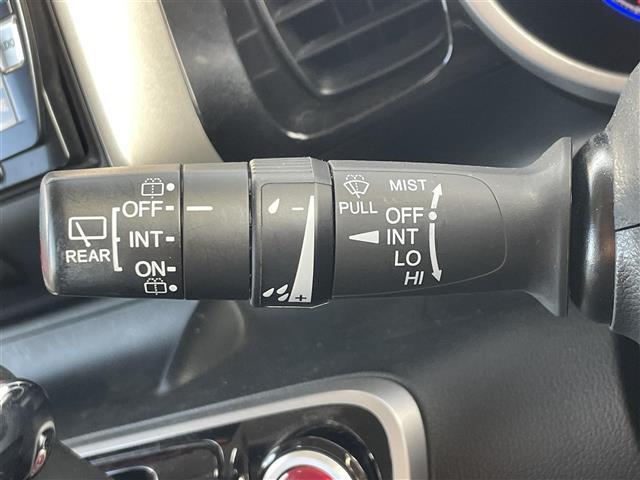 OFF
INT
ON
REAR
PULL
MIST
OFF
INT
LO
HI